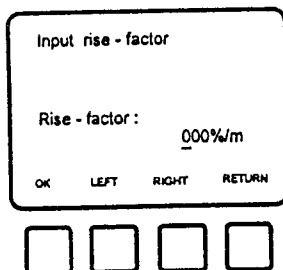 Input rise - factor
Rise - factor :
000%/m
OK LEFT RIGHT RETURN